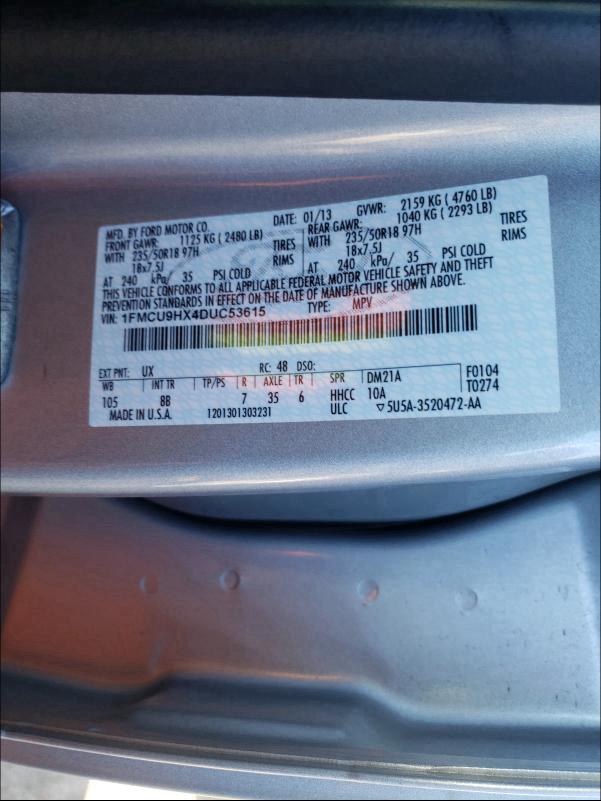 MFD. BY FORD MOTOR CO. DATE: 01/13 GVWR: 2159 KG ( 4760 LB)
FRONT GAWR: 1125 KG ( 2480 LB) REAR GAWR: 1040 KG ( 2293 LB)
WITH 235/50R18 97H TIRES WITH 235/50R18 97H TIRES
18x7.5J RIMS 18x7.5J RIMS
AT 240 kPa/ 35 PSI COLD AT 240 kPa/ 35 PSI COLD
THIS VEHICLE CONFORMS TO ALL APPLICABLE FEDERAL MOTOR VEHICLE SAFETY AND THEFT
PREVENTION STANDARDS IN EFFECT ON THE DATE OF MANUFACTURE SHOWN ABOVE.
VIN: 1FMCU9HX4DUC53615 TYPE: MPV
EXT PNT: UX RC: 48 DSO:
WB INT TR TP/PS R AXLE TR SPR DM21A F0104
105 8B 7 35 6 HHCC 10A T0274
MADE IN U.S.A. 1201301303231 ULC ▽5U5A-3520472-AA